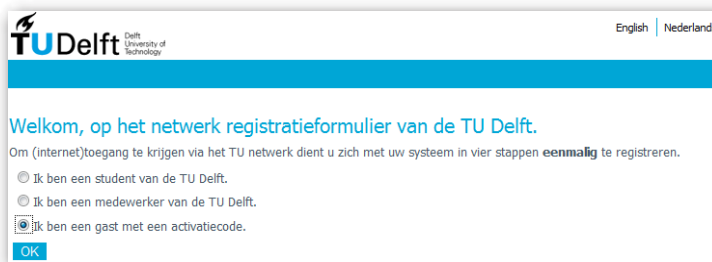 TUDelft Delft University of Technology
English Nederland
Welkom, op het netwerk registratieformulier van de TU Delft.
Om (internet)toegang te krijgen via het TU netwerk dient u zich met uw systeem in vier stappen eenmalig te registreren.
Ik ben een student van de TU Delft.
Ik ben een medewerker van de TU Delft.
Ik ben een gast met een activatiecode.
OK